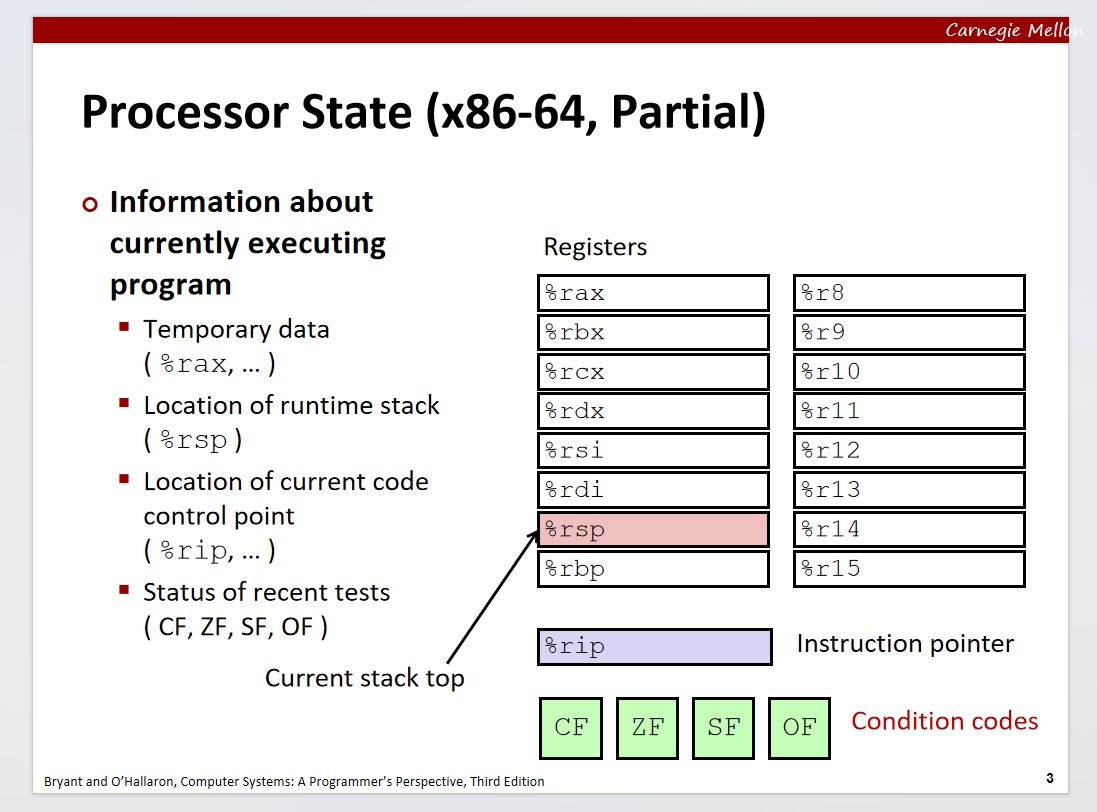 Carnegie Mellon
Processor State (x86-64, Partial)
Information about
currently executing
program
Temporary data
( %rax, … )
Location of runtime stack
( %rsp )
Location of current code
control point
( %rip, … )
Status of recent tests
( CF, ZF, SF, OF )
Current stack top
Registers
%rax
%rbx
%rcx
%rdx
%rsi
%rdi
%rsp
%rbp
%r8
%r9
%r10
%r11
%r12
%r13
%r14
%r15
%rip
Instruction pointer
CF ZF SF OF
Condition codes
Bryant and O’Hallaron, Computer Systems: A Programmer’s Perspective, Third Edition
3